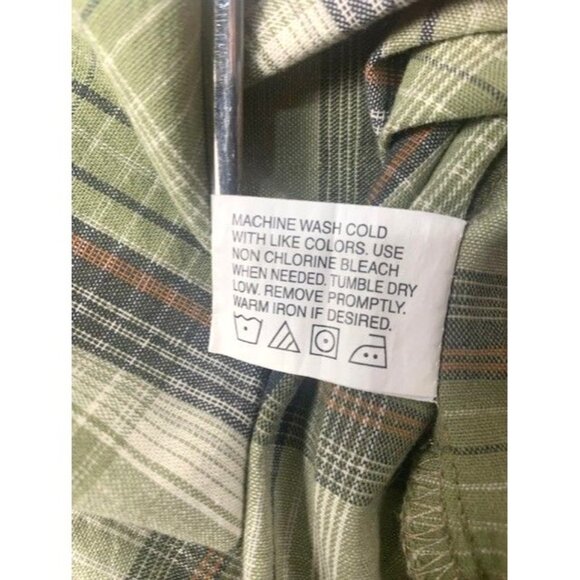 MACHINE WASH COLD
WITH LIKE COLORS. USE
NON CHLORINE BLEACH
WHEN NEEDED. TUMBLE DRY
LOW. REMOVE PROMPTLY.
WARM IRON IF DESIRED.